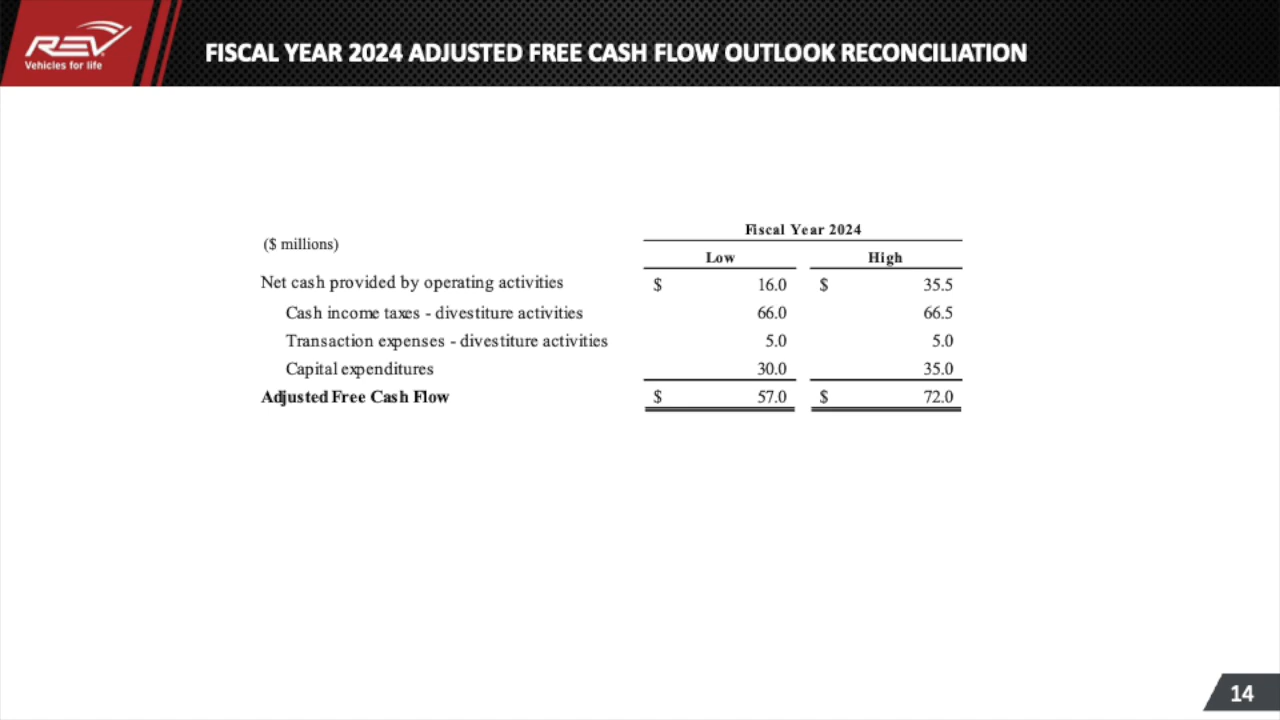 REV
Vehicles for life
FISCAL YEAR 2024 ADJUSTED FREE CASH FLOW OUTLOOK RECONCILIATION
Fiscal Year 2024
($ millions)
Low High
Net cash provided by operating activities $ 16.0 $ 35.5
Cash income taxes - divestiture activities 66.0 66.5
Transaction expenses - divestiture activities 5.0 5.0
Capital expenditures 30.0 35.0
Adjusted Free Cash Flow $ 57.0 $ 72.0
14